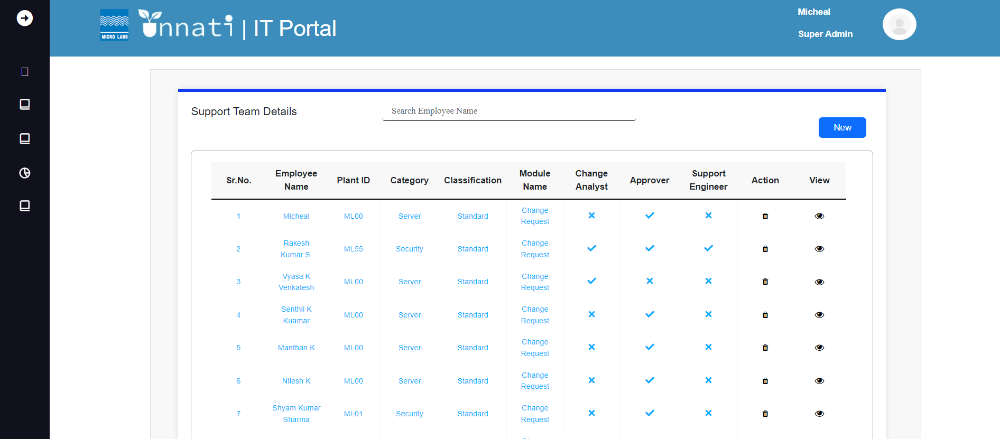 MICRO LABS
unnati | IT Portal
Micheal
Super Admin
Support Team Details
Search Employee Name
New
Sr.No. Employee Name Plant ID Category Classification Module Name Change Analyst Approver Support Engineer Action View
1 Micheal ML00 Server Standard Change Request
2 Rakesh Kumar S. ML55 Security Standard Change Request
3 Vyasa K Venkatesh ML00 Server Standard Change Request
4 Senthil K Kuamar ML00 Server Standard Change Request
5 Manthan K ML00 Server Standard Change Request
6 Nilesh K ML00 Server Standard Change Request
7 Shyam Kumar Sharma ML01 Security Standard Change Request